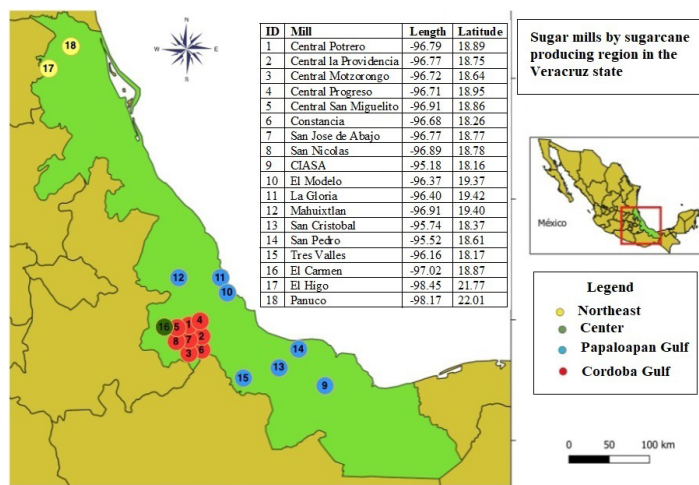 Sugar mills by sugarcane
producing region in the
Veracruz state
ID Mill Length Latitude
1 Central Potrero -96.79 18.89
2 Central la Providencia -96.77 18.75
3 Central Motzorongo -96.72 18.64
4 Central Progreso -96.71 18.95
5 Central San Miguelito -96.91 18.86
6 Constancia -96.68 18.26
7 San Jose de Abajo -96.77 18.77
8 San Nicolas -96.89 18.78
9 CIASA -95.18 18.16
10 El Modelo -96.37 19.37
11 La Gloria -96.40 19.42
12 Mahuixtlan -96.91 19.40
13 San Cristobal -95.74 18.37
14 San Pedro -95.52 18.61
15 Tres Valles -96.16 18.17
16 El Carmen -97.02 18.87
17 El Higo -98.45 21.77
18 Panuco -98.17 22.01
N
W E
S
18
17
12
11
10
16
5
1
4
8
7
2
3
6
14
13
15
9
México
Legend
Northeast
Center
Papaloapan Gulf
Cordoba Gulf
0 50 100 km